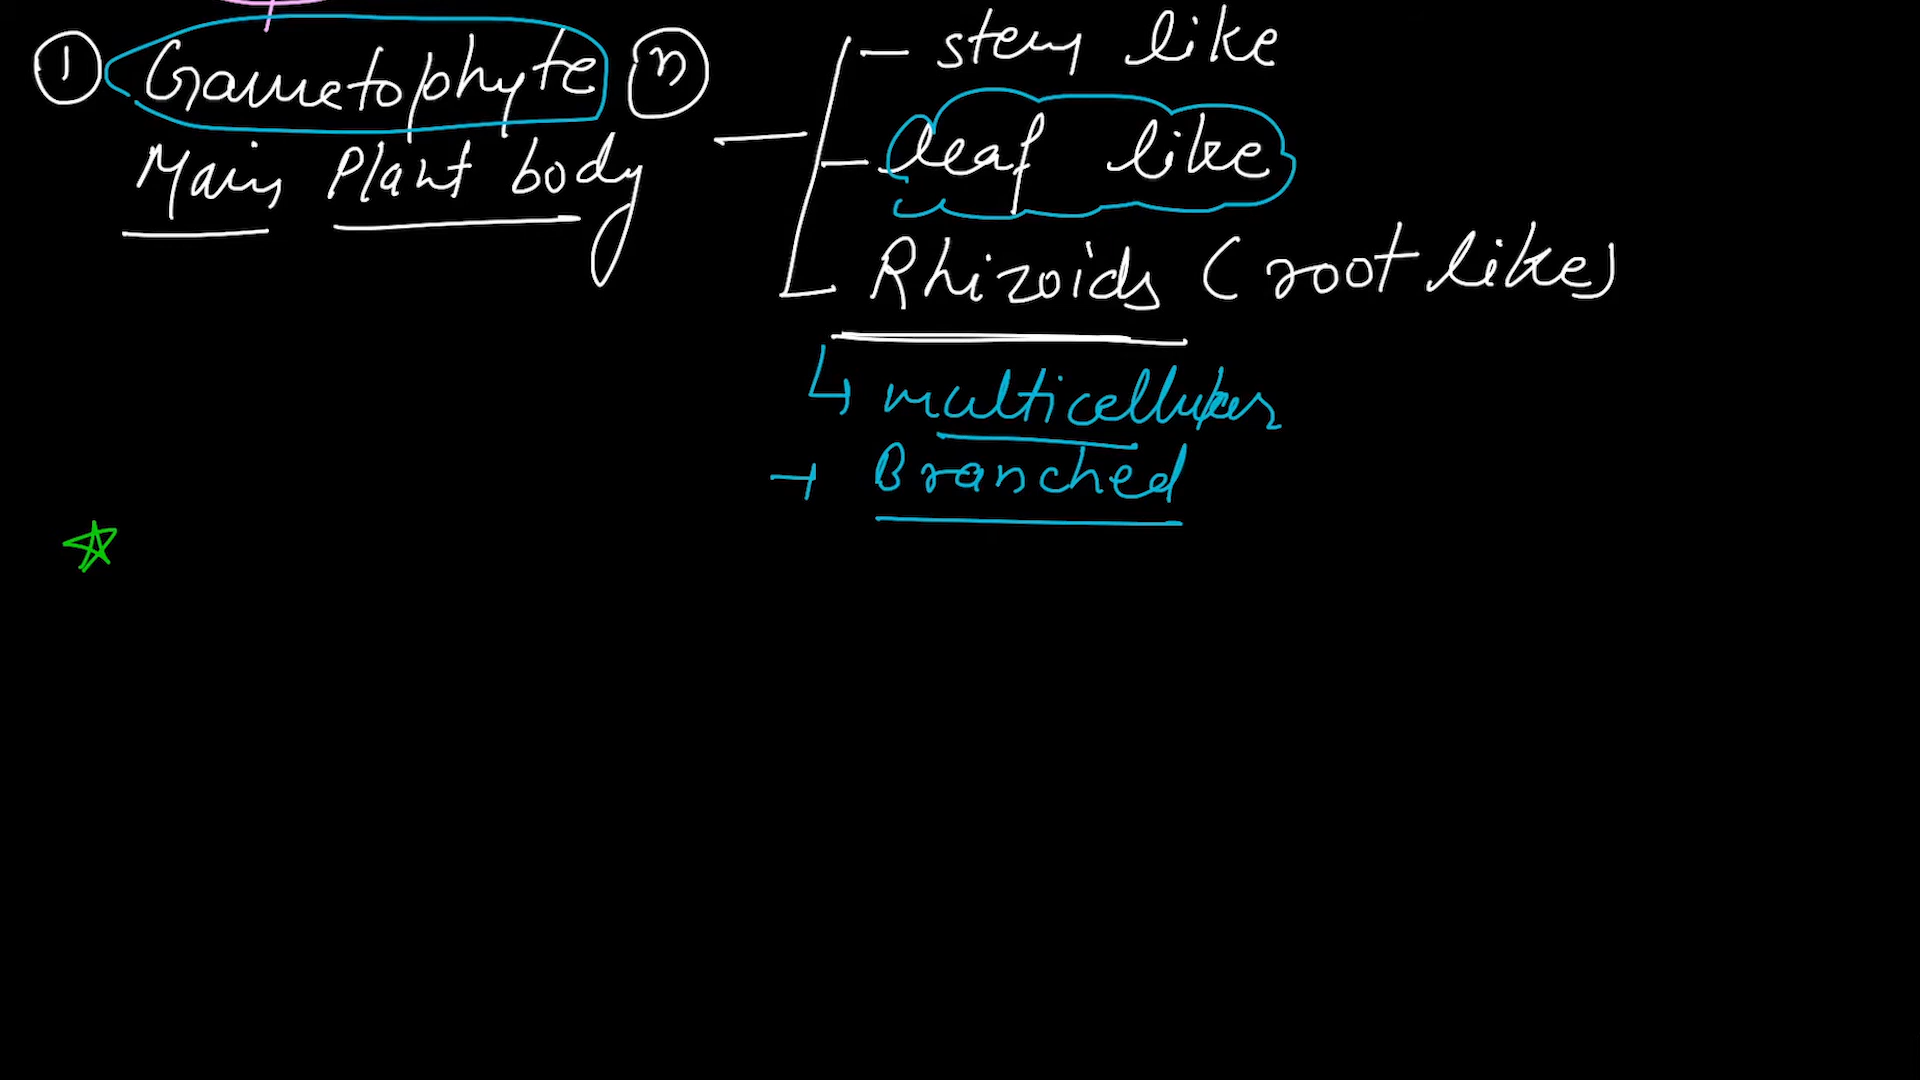 1 Gametophyte n
Main Plant body
stem like
leaf like
Rhizoids (root like)
multicellular
Branched